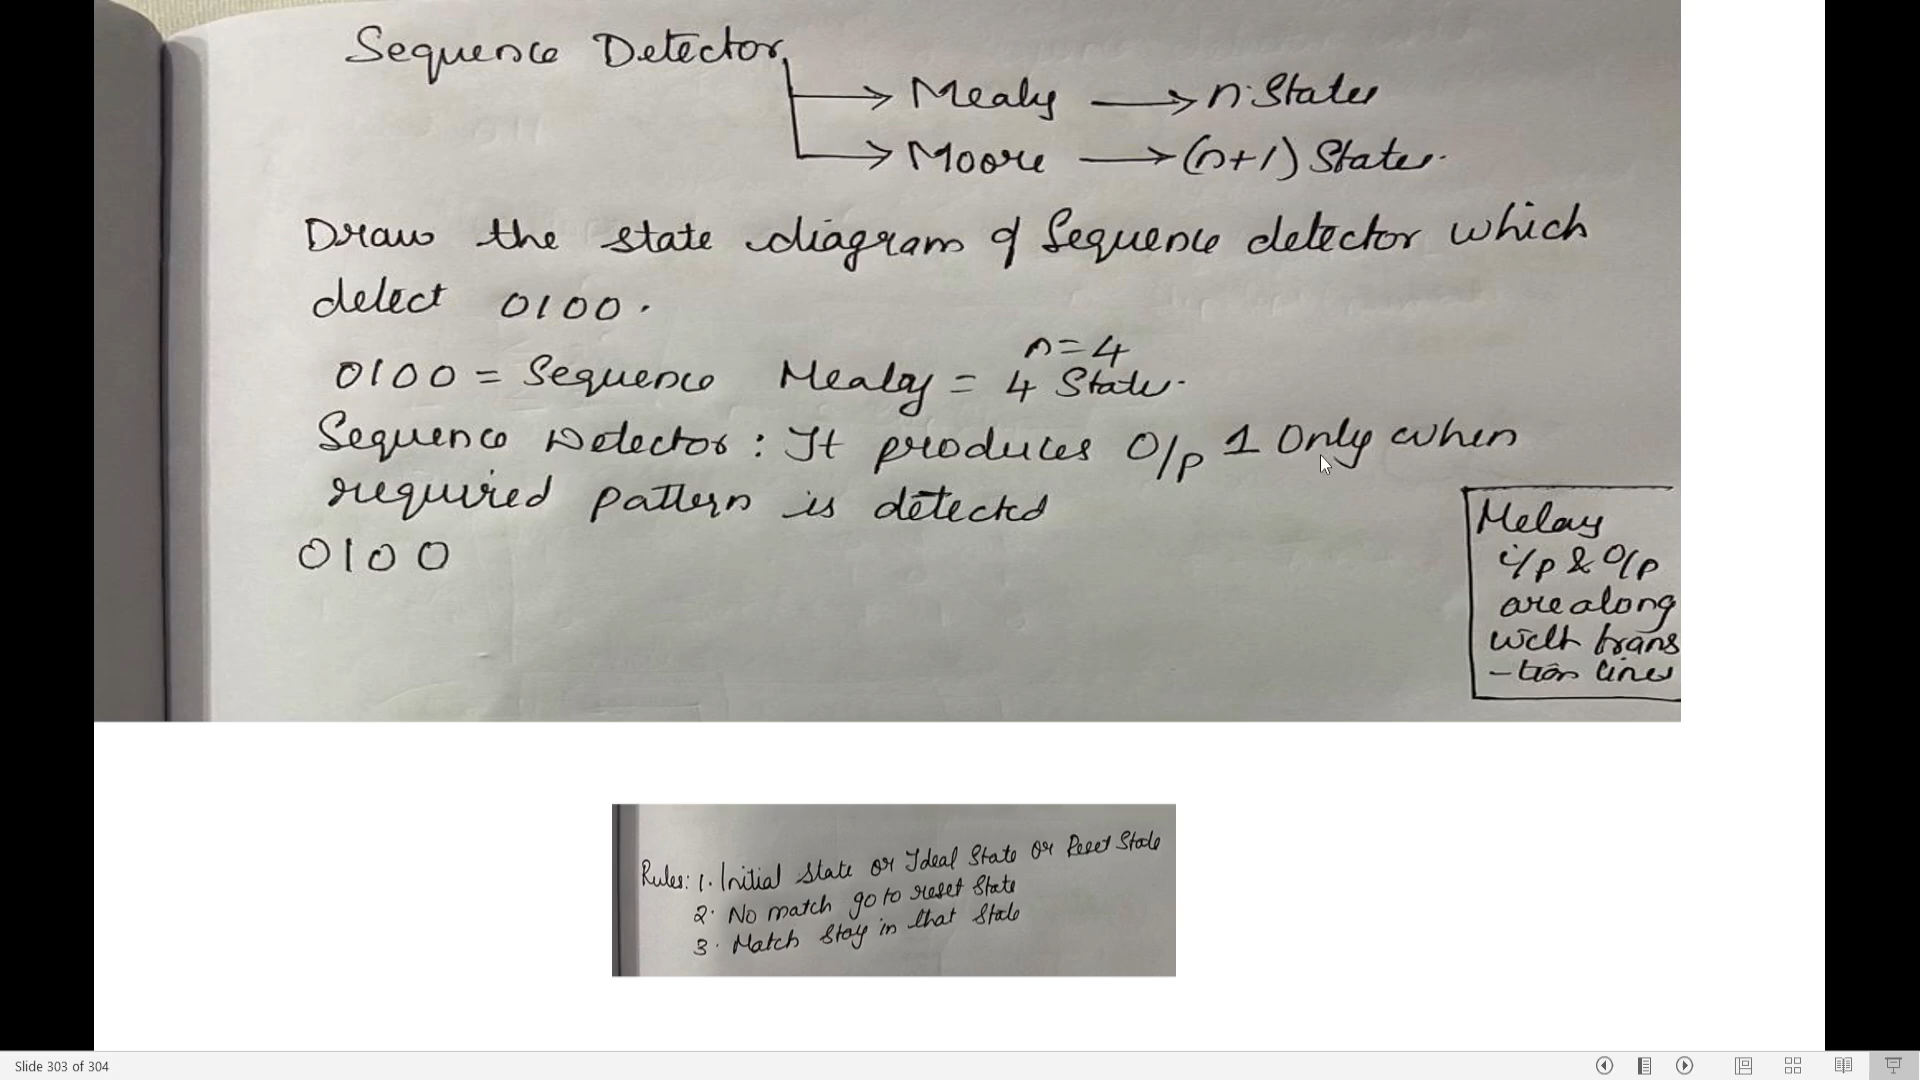 Sequence Detector
→ Mealy → n States
→ Moore → (n+1) States.
Draw the state diagram of Sequence detector which
detect 0100.
n=4
0100 = Sequence Mealy = 4 State.
Sequence Detector : It produces O/p 1 Only when
required pattern is detected
0100
Melay
i/p & O/p
are along
with trans
-tion lines
Rules: 1. Initial State or Ideal State or Reset State
2. No match go to reset State
3. Match Stay in that State
Slide 303 of 304